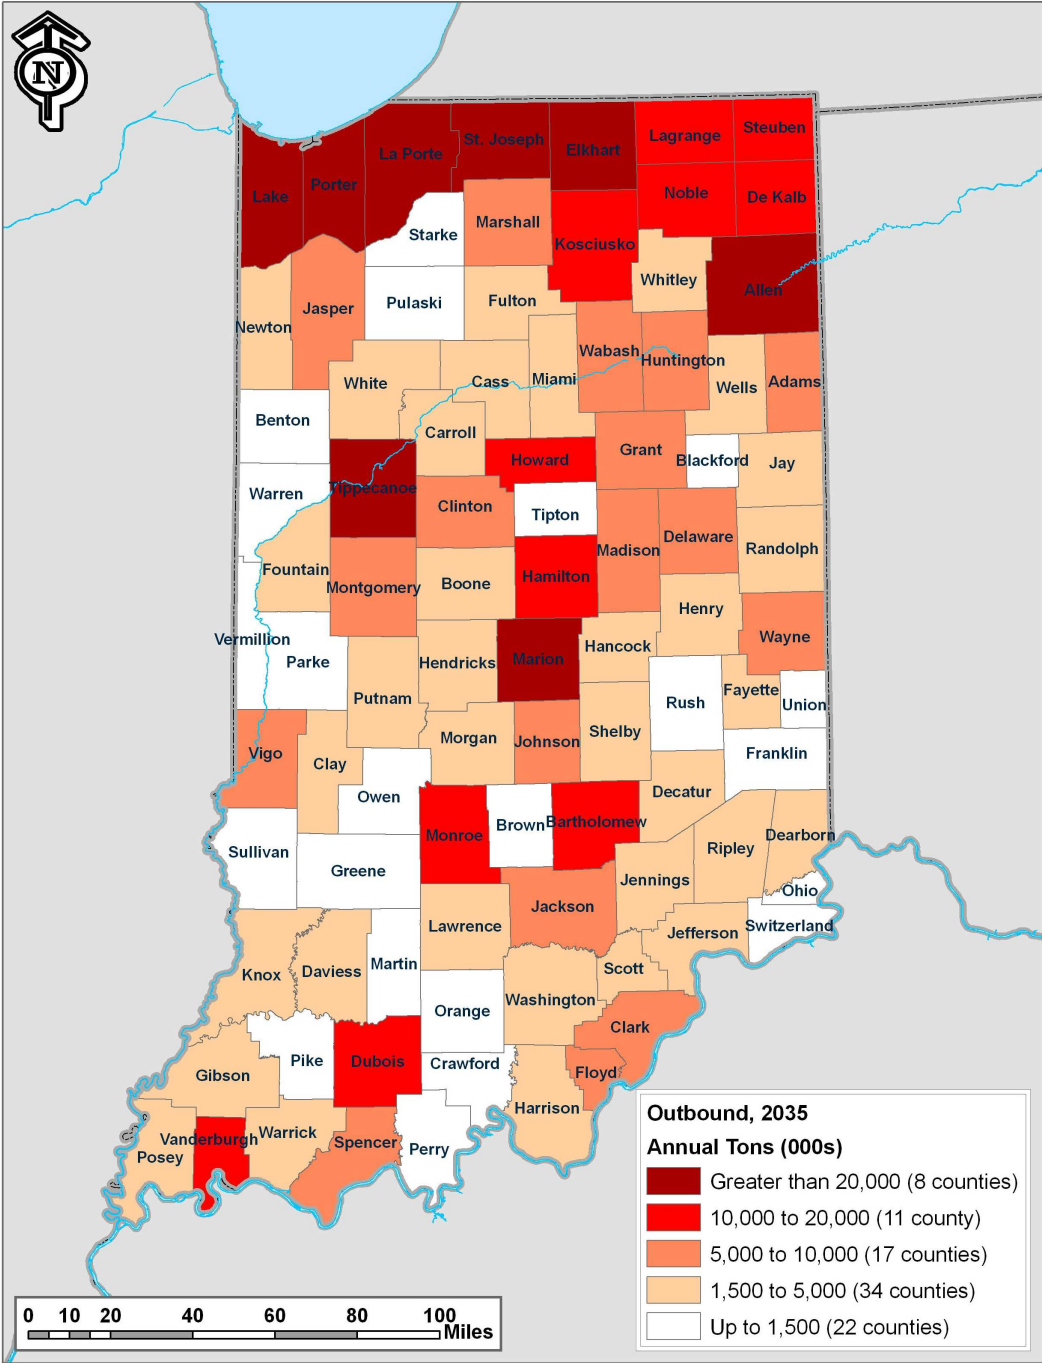 N
St. Joseph
Elkhart
Lagrange
Steuben
La Porte
Lake
Porter
Noble
De Kalb
Starke
Marshall
Kosciusko
Whitley
Allen
Newton
Jasper
Pulaski
Fulton
Wabash
Huntington
White
Cass
Miami
Wells
Adams
Benton
Carroll
Howard
Grant
Blackford
Jay
Warren
Tippecanoe
Clinton
Tipton
Madison
Delaware
Randolph
Fountain
Montgomery
Boone
Hamilton
Henry
Vermillion
Parke
Hendricks
Marion
Hancock
Wayne
Putnam
Rush
Fayette
Union
Vigo
Clay
Morgan
Johnson
Shelby
Franklin
Owen
Decatur
Sullivan
Greene
Monroe
Brown
Bartholomew
Ripley
Dearborn
Ohio
Jennings
Jackson
Lawrence
Jefferson
Switzerland
Knox
Daviess
Martin
Scott
Orange
Washington
Clark
Gibson
Pike
Dubois
Crawford
Floyd
Harrison
Posey
Vanderburgh
Warrick
Spencer
Perry
Outbound, 2035
Annual Tons (000s)
Greater than 20,000 (8 counties)
10,000 to 20,000 (11 county)
5,000 to 10,000 (17 counties)
1,500 to 5,000 (34 counties)
Up to 1,500 (22 counties)
0 10 20 40 60 80 100
Miles